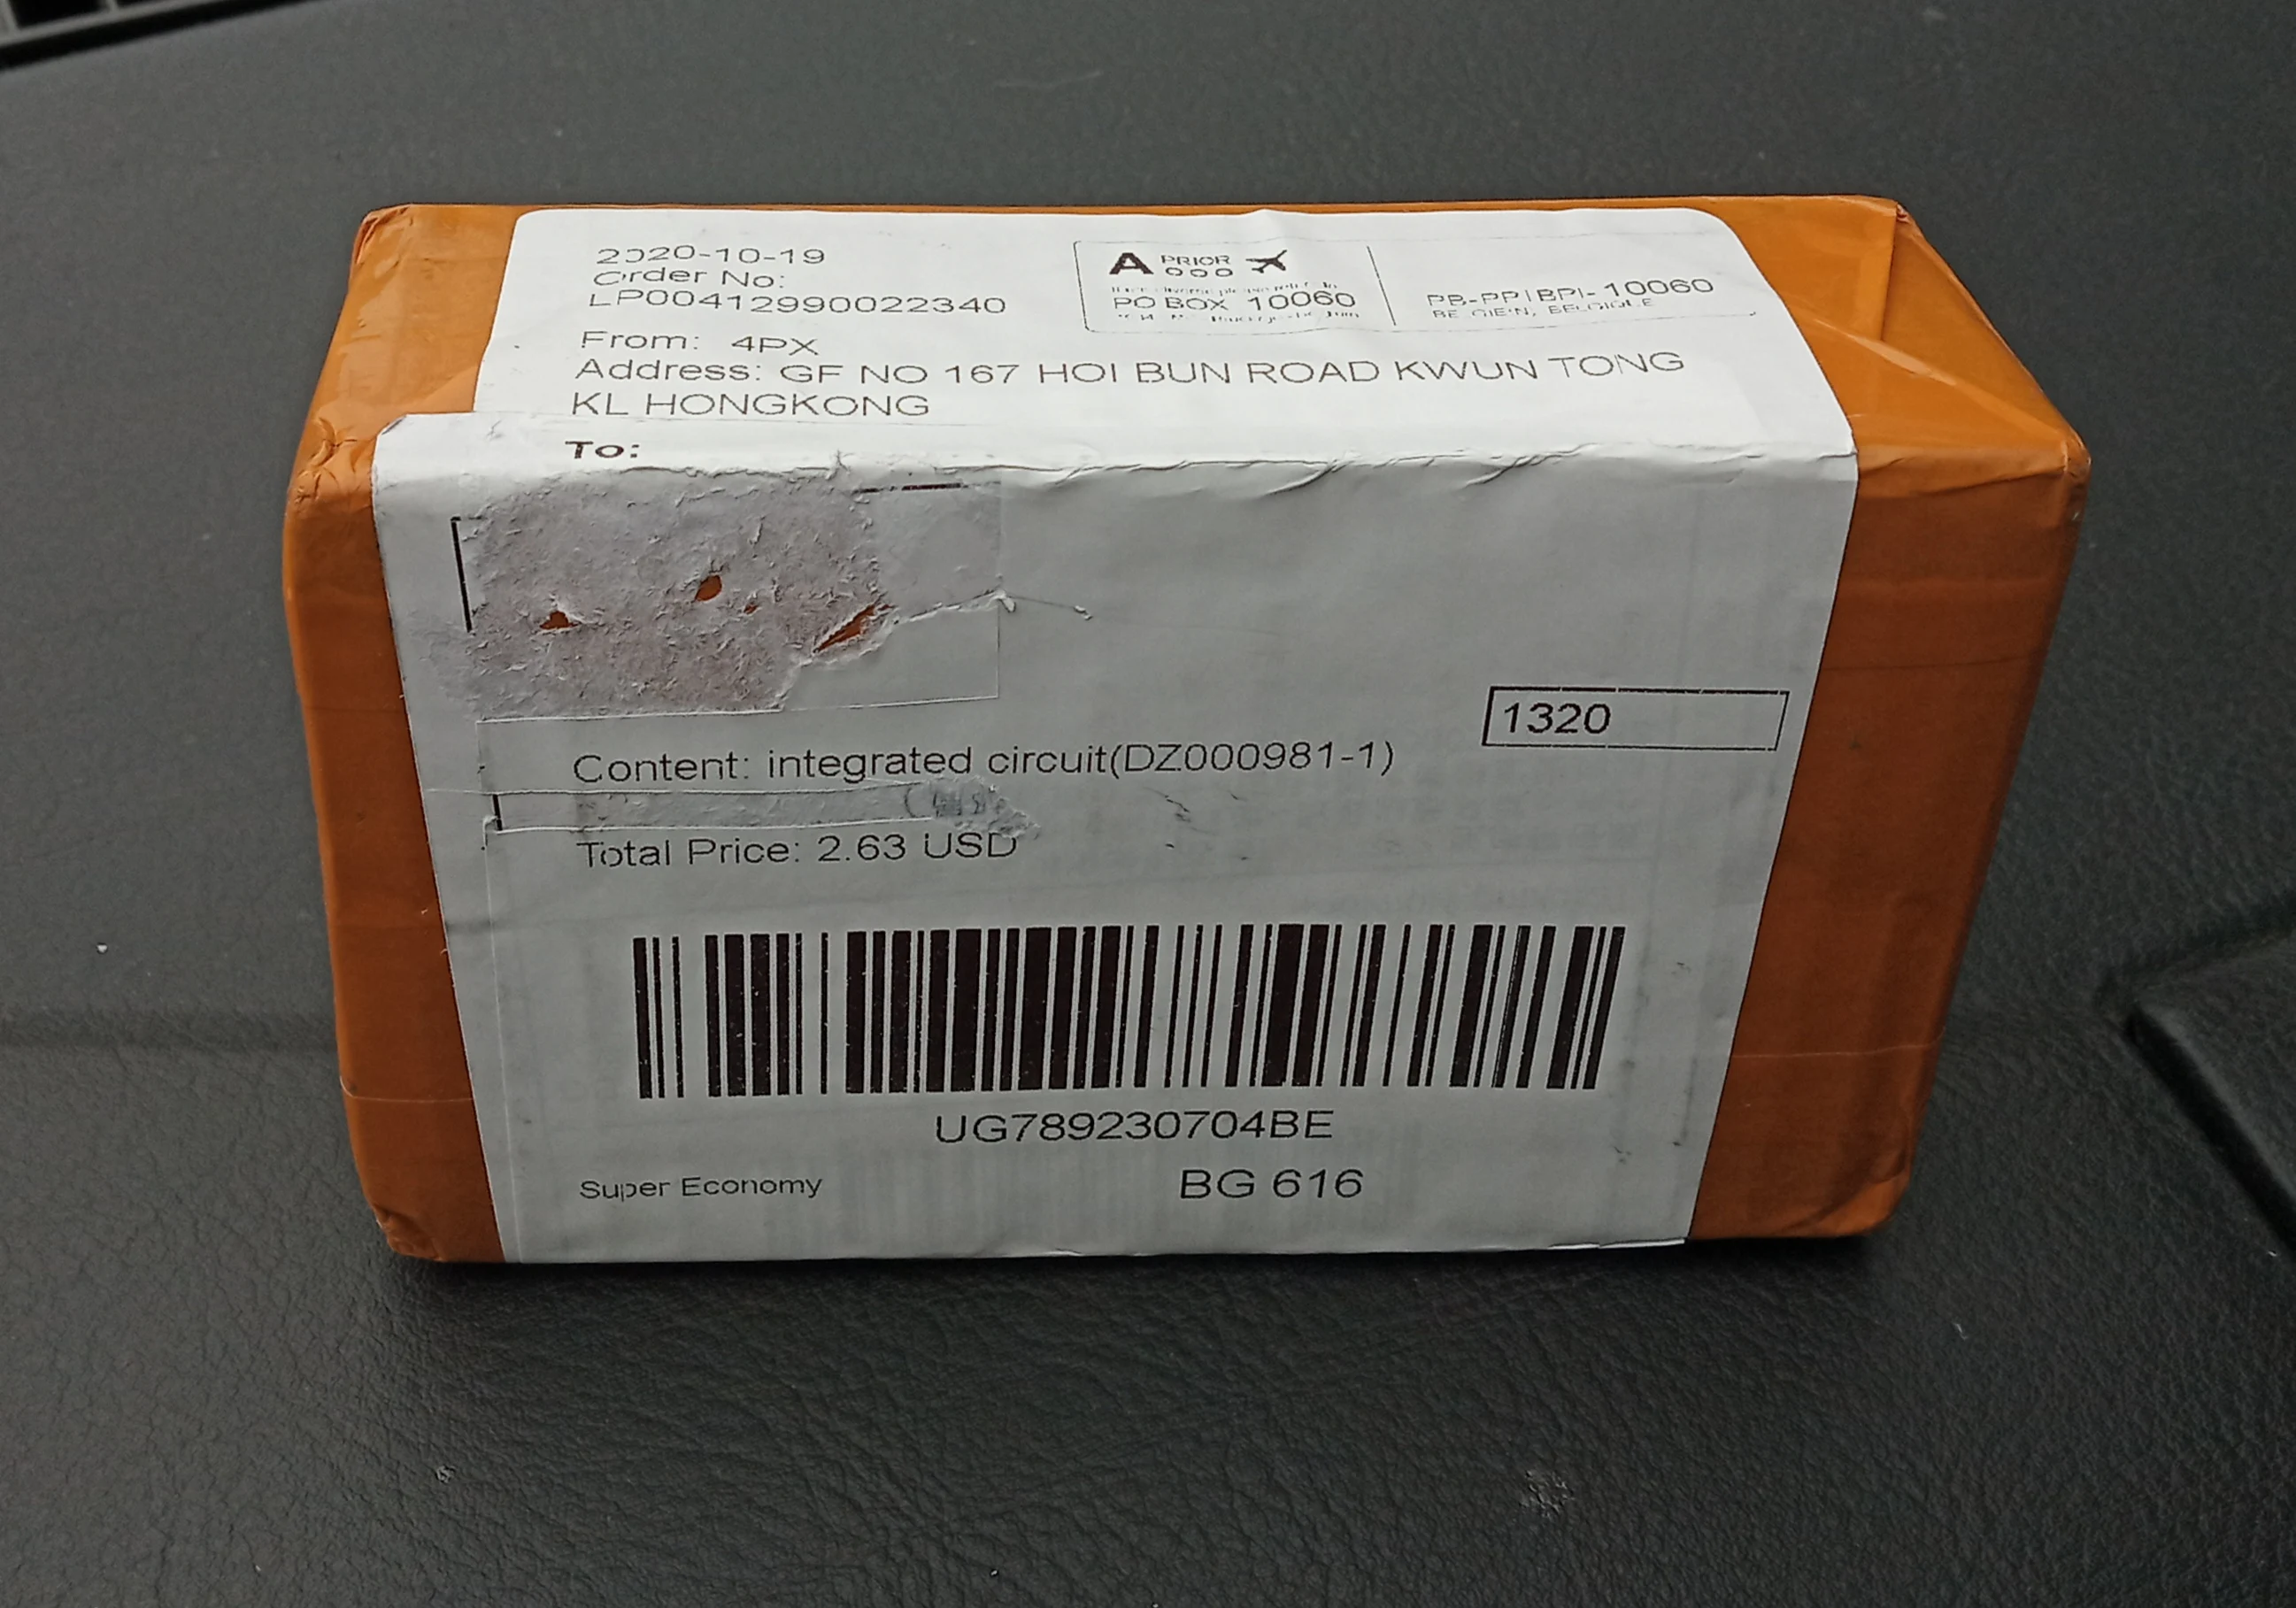 2020-10-19
Order No:
LP00412990022340
A PRIOR
PO BOX 10060
PB-PP|BPI-10060
BELGIE(N), BELGIQUE
From: 4PX
Address: GF NO 167 HOI BUN ROAD KWUN TONG
KL HONGKONG
To:
1320
Content: integrated circuit(DZ000981-1)
Total Price: 2.63 USD
UG789230704BE
Super Economy
BG 616